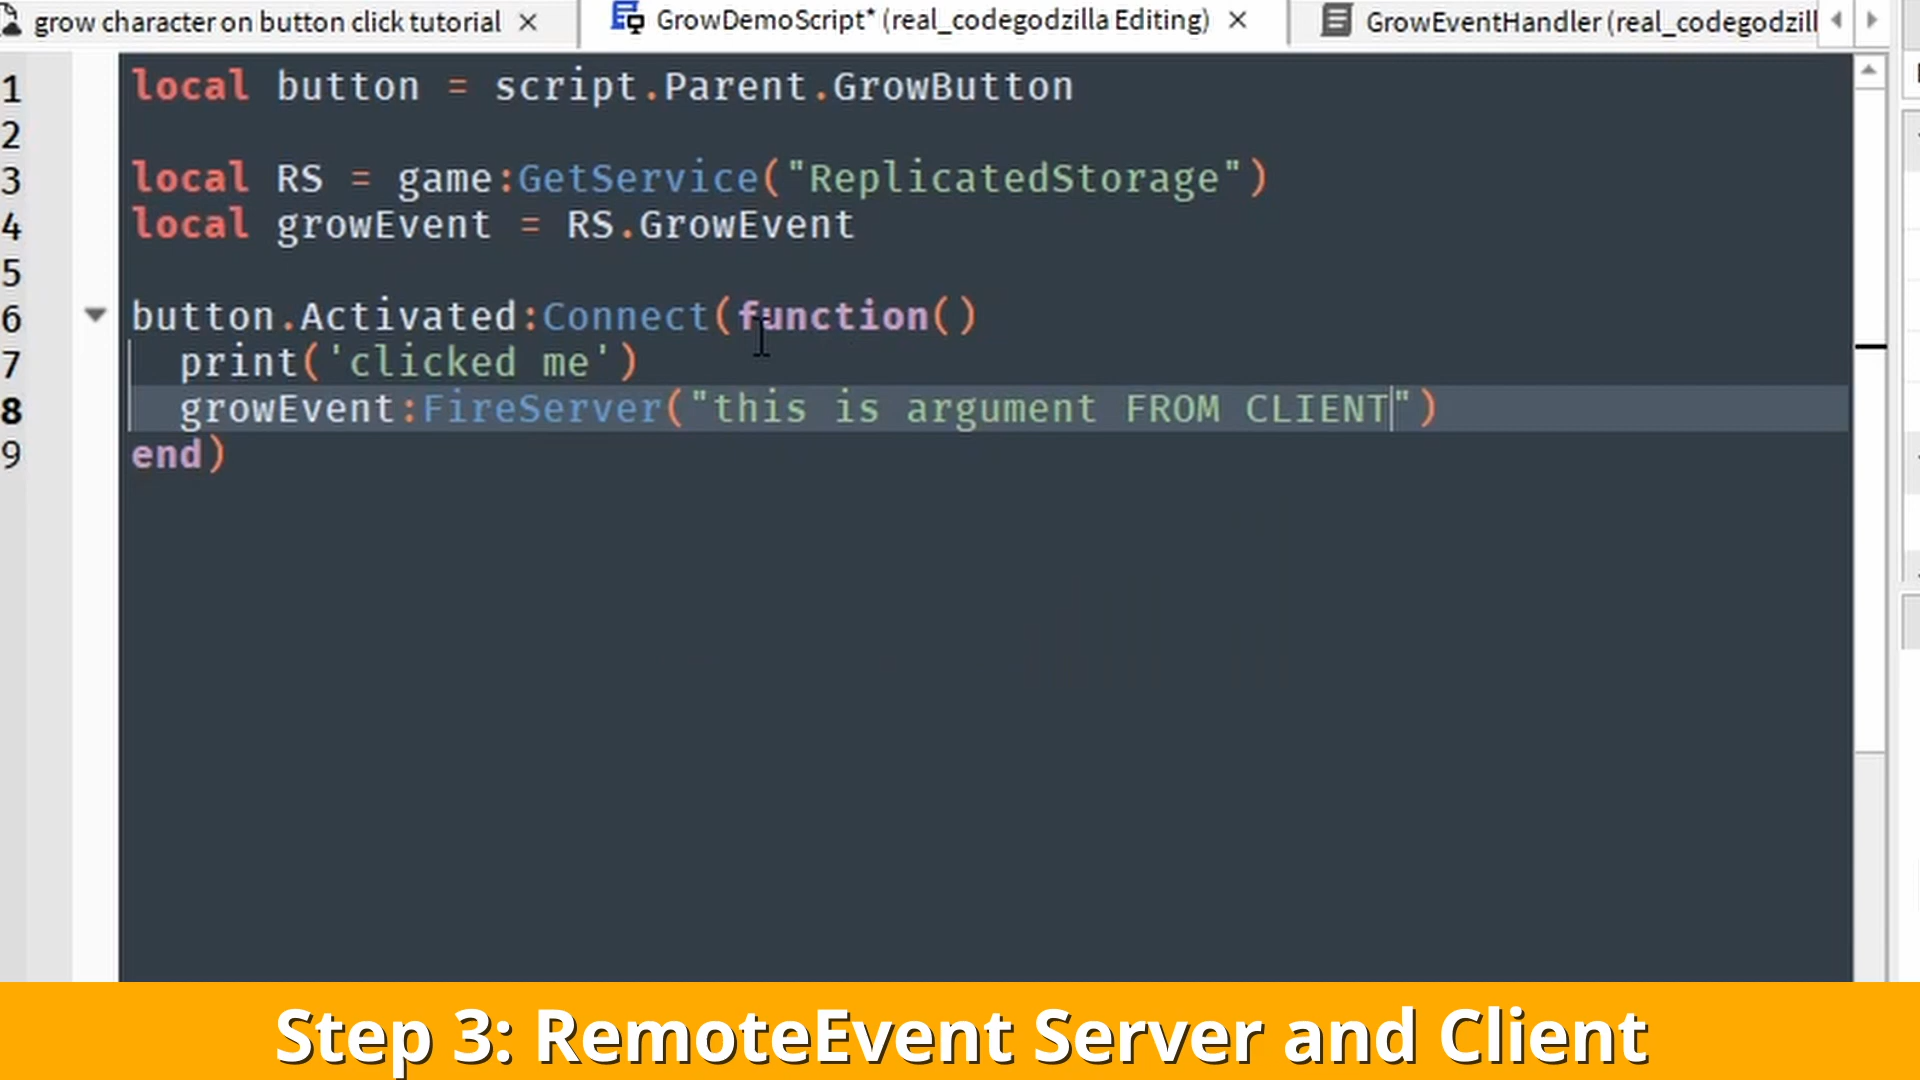 grow character on button click tutorial
GrowDemoScript* (real_codegodzilla Editing)
GrowEventHandler (real_codegodzill
1 local button = script.Parent.GrowButton
2
3 local RS = game:GetService("ReplicatedStorage")
4 local growEvent = RS.GrowEvent
5
6 button.Activated:Connect(function()
7 print('clicked me')
8 growEvent:FireServer("this is argument FROM CLIENT")
9 end)
Step 3: RemoteEvent Server and Client